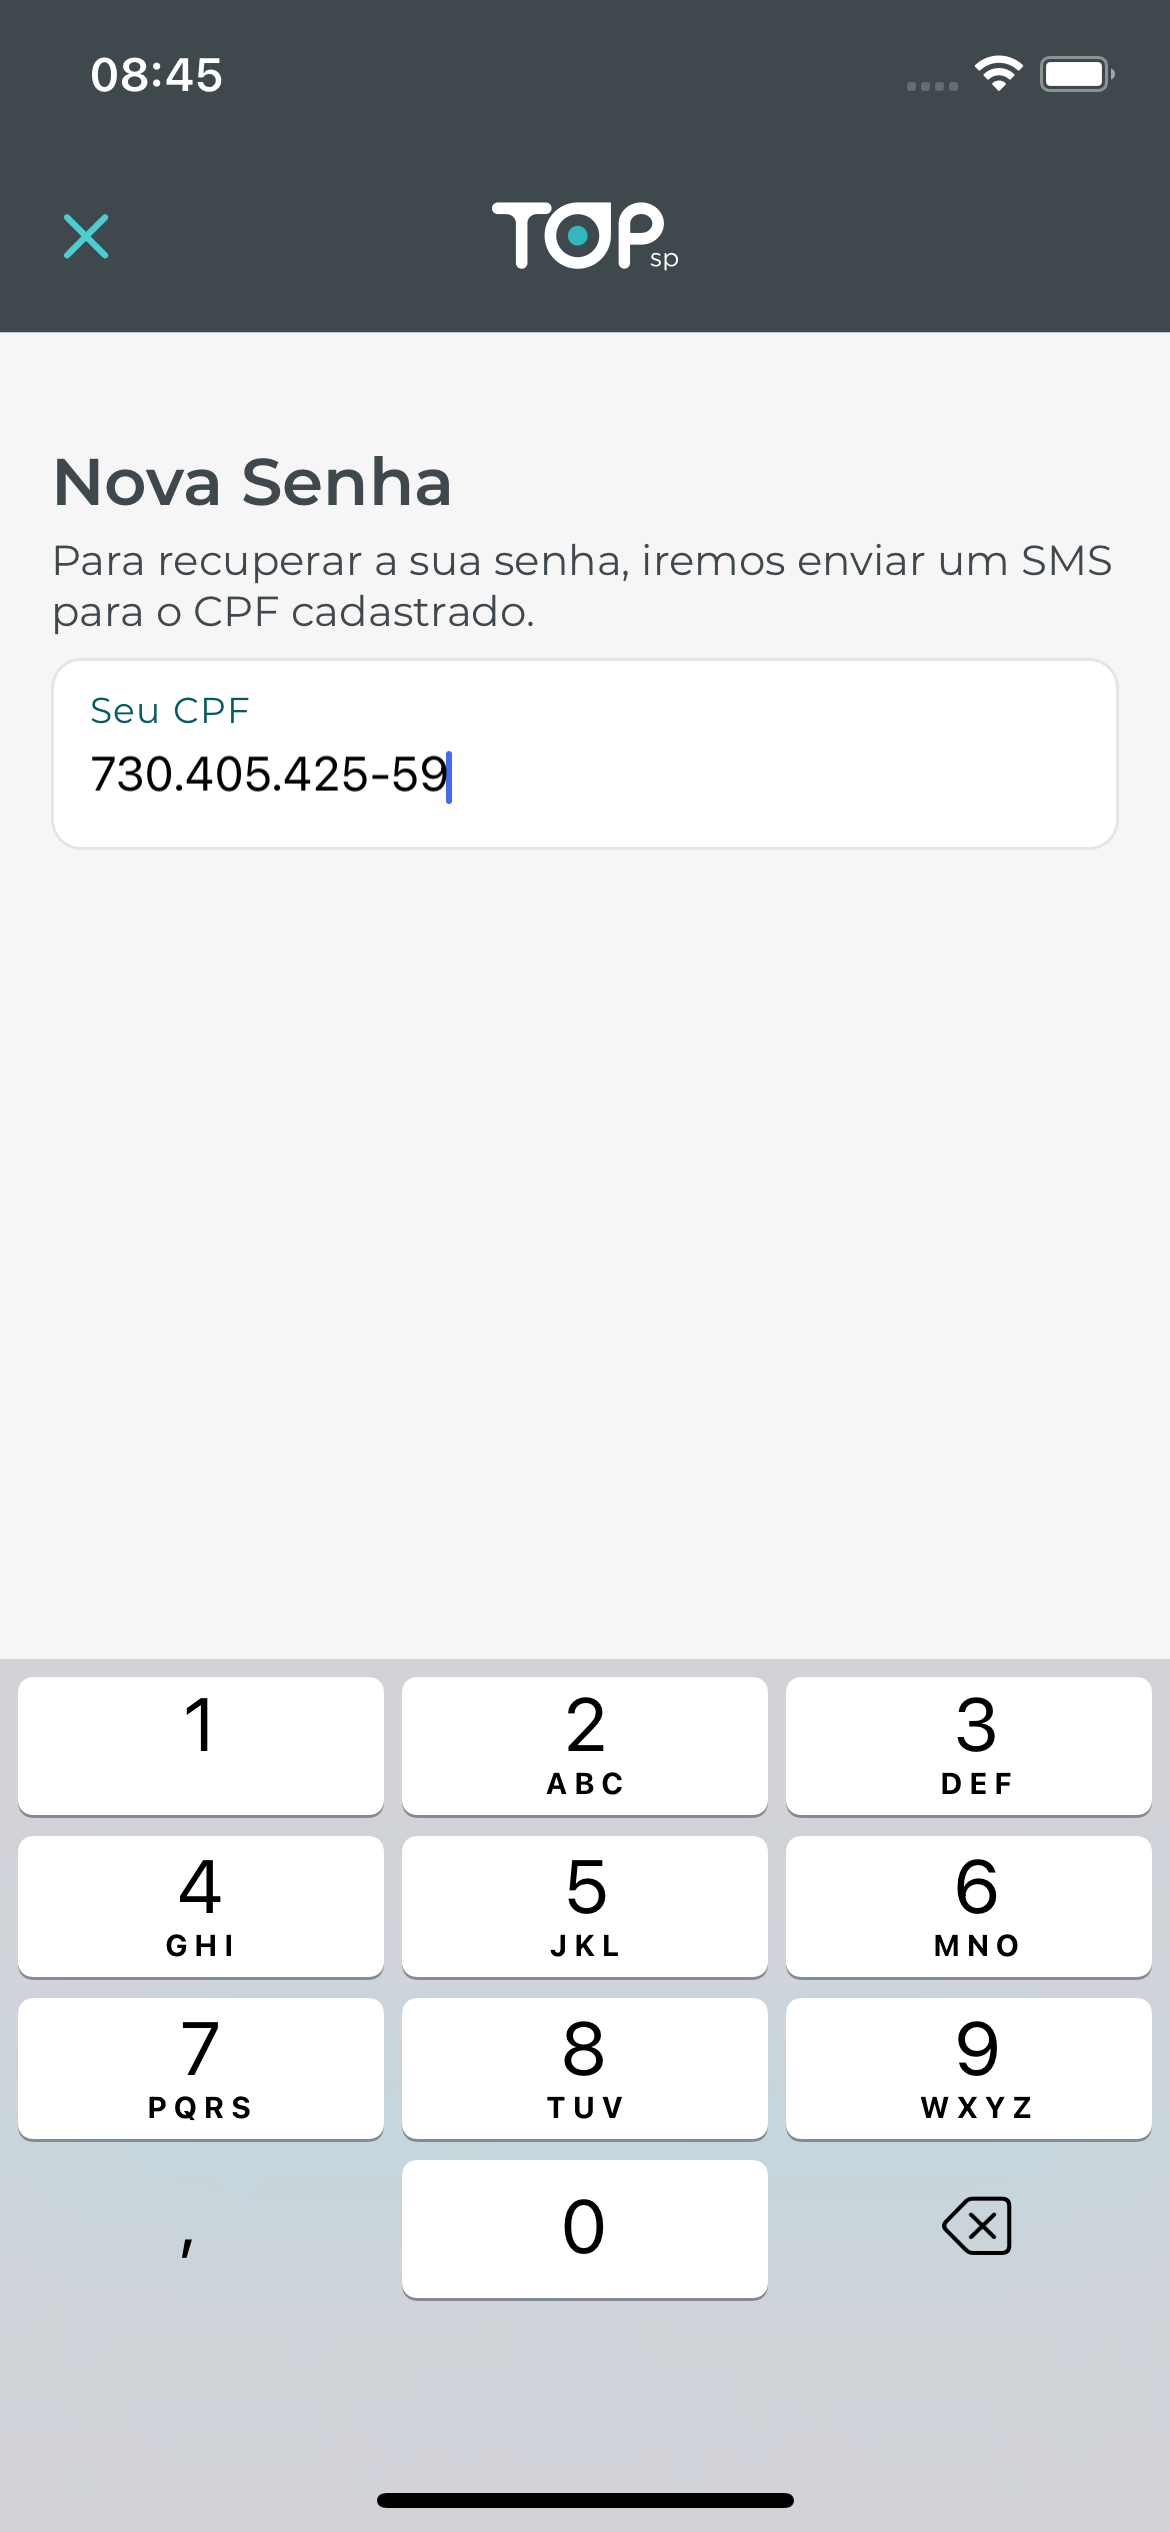 08:45
TOP sp
Nova Senha
Para recuperar a sua senha, iremos enviar um SMS
para o CPF cadastrado.
Seu CPF
730.405.425-59
1 2 3
ABC DEF
4 5 6
GHI JKL MNO
7 8 9
PQRS TUV WXYZ
, 0